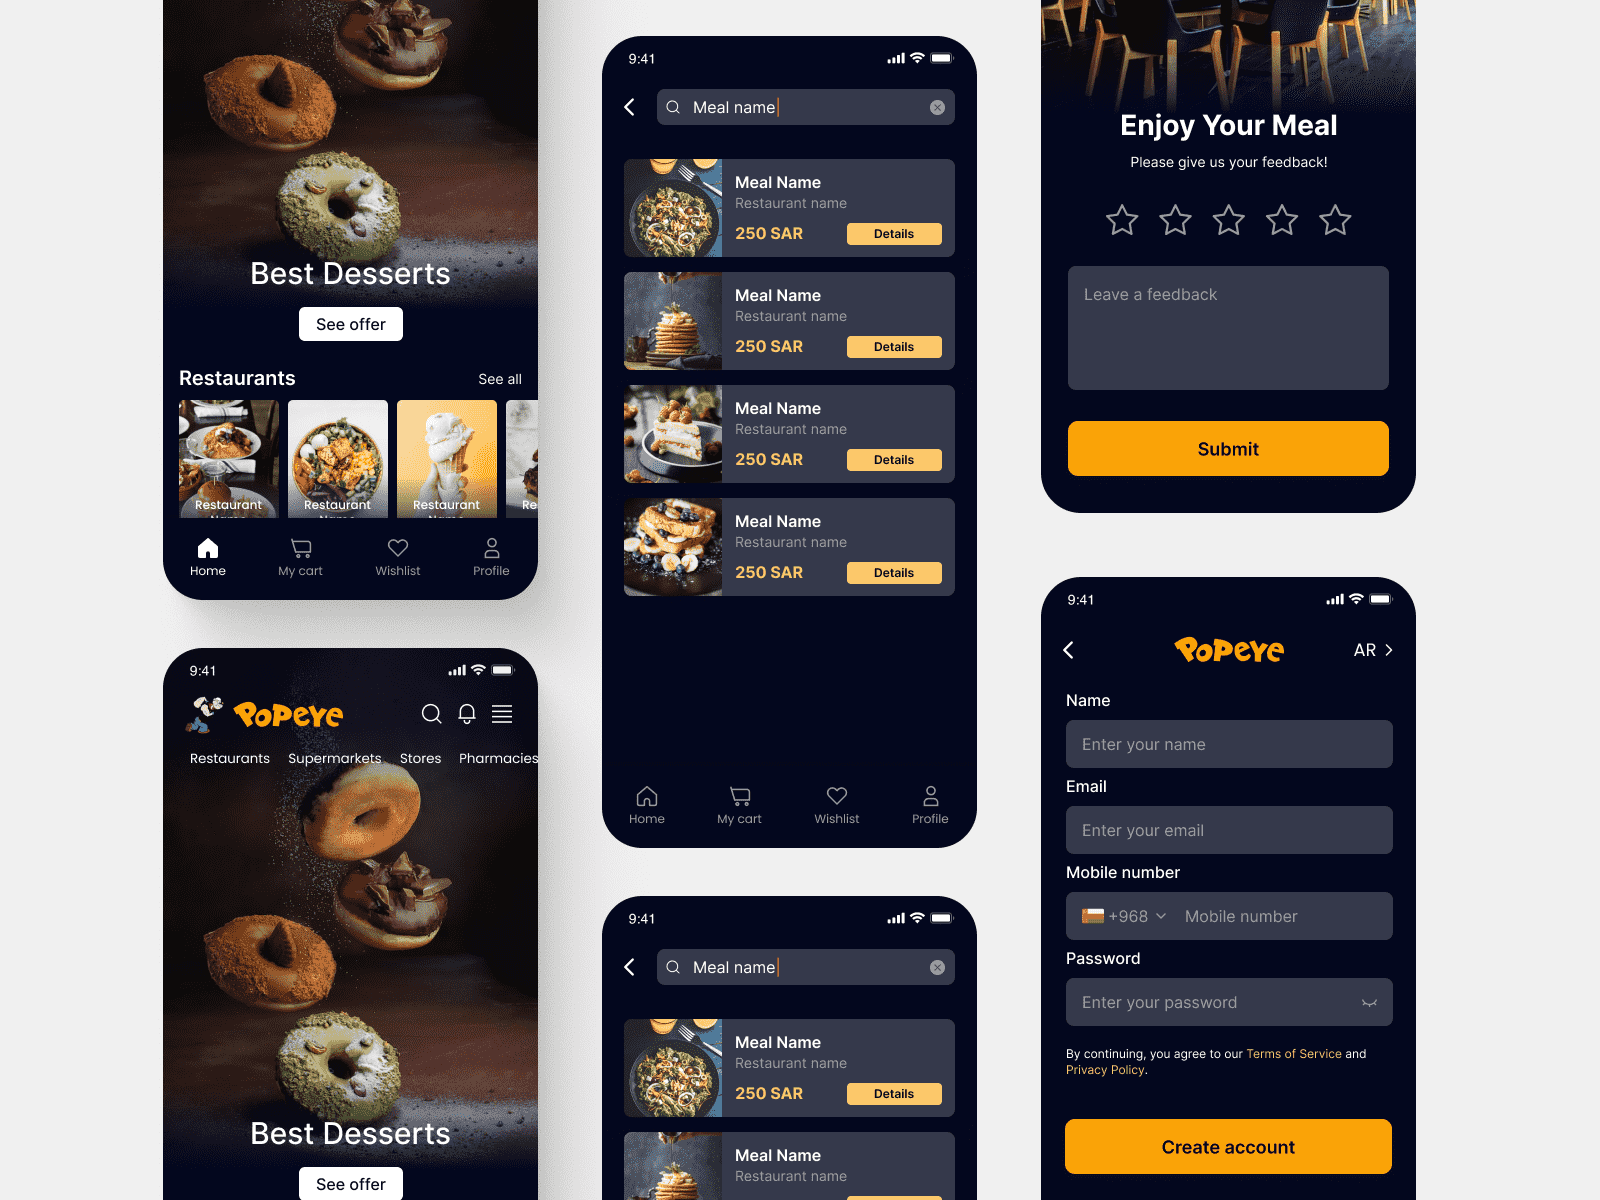 Best Desserts
See offer
Restaurants
See all
Restaurant
Restaurant
Restaurant
Re
Name
Name
Name
Home
My cart
Wishlist
Profile
9:41
POPEYE
Restaurants
Supermarkets
Stores
Pharmacies
Best Desserts
See offer
9:41
Meal name
Meal Name
Restaurant name
250 SAR
Details
Meal Name
Restaurant name
250 SAR
Details
Meal Name
Restaurant name
250 SAR
Details
Meal Name
Restaurant name
250 SAR
Details
Home
My cart
Wishlist
Profile
9:41
Meal name
Meal Name
Restaurant name
250 SAR
Details
Meal Name
Restaurant name
Enjoy Your Meal
Please give us your feedback!
Leave a feedback
Submit
9:41
POPEYE
AR
Name
Enter your name
Email
Enter your email
Mobile number
+968
Mobile number
Password
Enter your password
By continuing, you agree to our Terms of Service and
Privacy Policy.
Create account